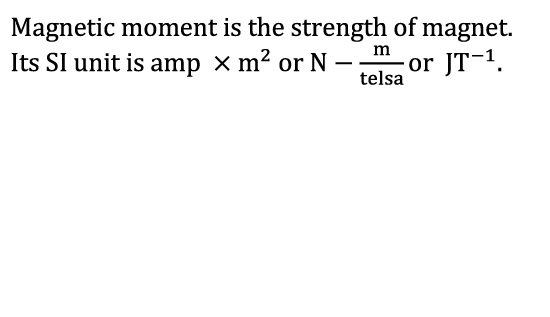 Magnetic moment is the strength of magnet.
Its SI unit is amp × m² or N − m/telsa or JT⁻¹.